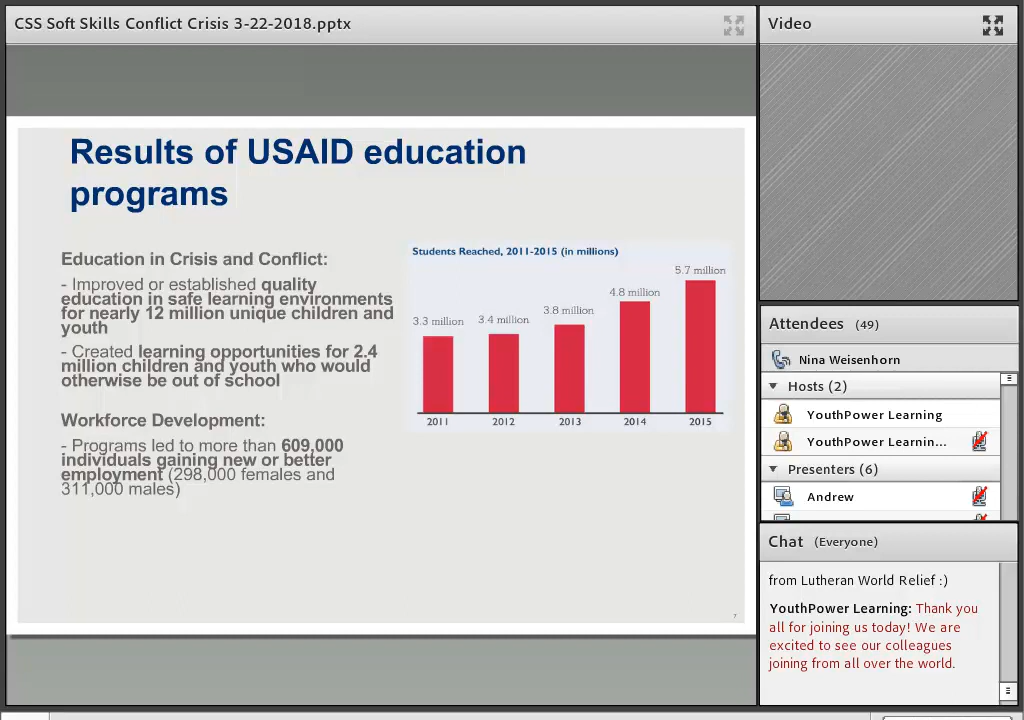 CSS Soft Skills Conflict Crisis 3-22-2018.pptx
Results of USAID education
programs
Education in Crisis and Conflict:
- Improved or established quality
education in safe learning environments
for nearly 12 million unique children and
youth
- Created learning opportunities for 2.4
million children and youth who would
otherwise be out of school
Workforce Development:
- Programs led to more than 609,000
individuals gaining new or better
employment (298,000 females and
311,000 males)
Students Reached, 2011-2015 (in millions)
3.3 million
3.4 million
3.8 million
4.8 million
5.7 million
2011
2012
2013
2014
2015
7
Video
Attendees (49)
Nina Weisenhorn
Hosts (2)
YouthPower Learning
YouthPower Learnin...
Presenters (6)
Andrew
Chat (Everyone)
from Lutheran World Relief :)
YouthPower Learning: Thank you
all for joining us today! We are
excited to see our colleagues
joining from all over the world.